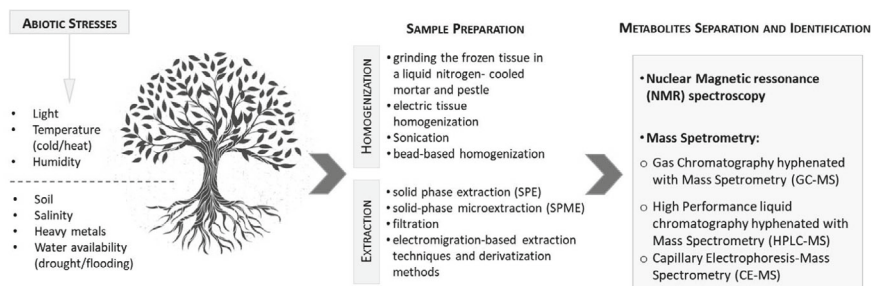 ABIOTIC STRESSES
• Light
• Temperature
(cold/heat)
• Humidity
• Soil
• Salinity
• Heavy metals
• Water availability
(drought/flooding)
SAMPLE PREPARATION
HOMOGENIZATION
• grinding the frozen tissue in
a liquid nitrogen- cooled
mortar and pestle
• electric tissue
homogenization
• Sonication
• bead-based homogenization
EXTRACTION
• solid phase extraction (SPE)
• solid-phase microextraction (SPME)
• filtration
• electromigration-based extraction
techniques and derivatization
methods
METABOLITES SEPARATION AND IDENTIFICATION
• Nuclear Magnetic ressonance
(NMR) spectroscopy
• Mass Spetrometry:
o Gas Chromatography hyphenated
with Mass Spetrometry (GC-MS)
o High Performance liquid
chromatography hyphenated with
Mass Spectrometry (HPLC-MS)
o Capillary Electrophoresis-Mass
Spectrometry (CE-MS)